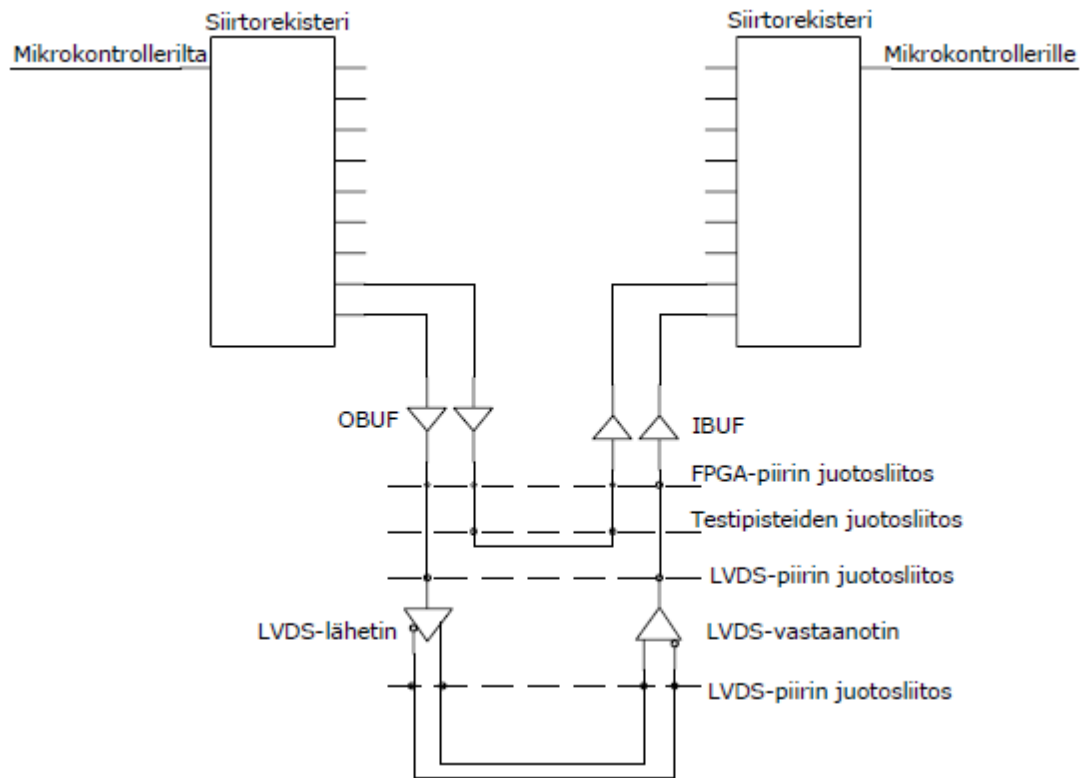 Siirtorekisteri
Siirtorekisteri
Mikrokontrollerilta
Mikrokontrollerille
OBUF
IBUF
FPGA-piirin juotosliitos
Testipisteiden juotosliitos
LVDS-piirin juotosliitos
LVDS-lähetin
LVDS-vastaanotin
LVDS-piirin juotosliitos